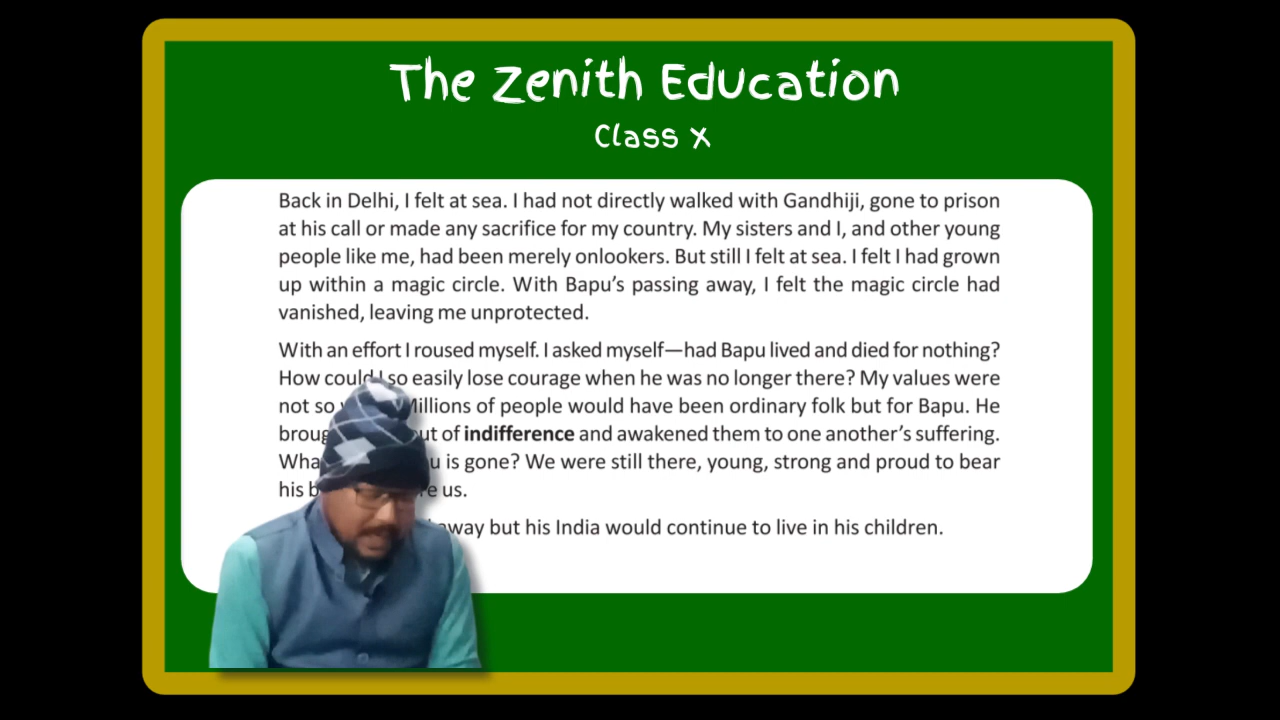 The Zenith Education
Class X
Back in Delhi, I felt at sea. I had not directly walked with Gandhiji, gone to prison
at his call or made any sacrifice for my country. My sisters and I, and other young
people like me, had been merely onlookers. But still I felt at sea. I felt I had grown
up within a magic circle. With Bapu's passing away, I felt the magic circle had
vanished, leaving me unprotected.
With an effort I roused myself. I asked myself—had Bapu lived and died for nothing?
How could I so easily lose courage when he was no longer there? My values were
not so Millions of people would have been ordinary folk but for Bapu. He
of indifference and awakened them to one another's suffering.
is gone? We were still there, young, strong and proud to bear
his us.
away but his India would continue to live in his children.